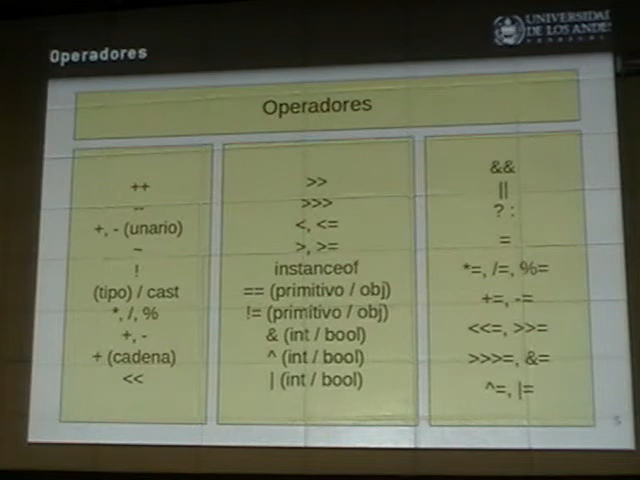 Operadores
UNIVERSIDAD
DE LOS ANDES
Operadores
++
--
+, - (unario)
~
!
(tipo) / cast
*, /, %
+, -
+ (cadena)
<<
>>
>>>
<, <=
>, >=
instanceof
== (primitivo / obj)
!= (primitivo / obj)
& (int / bool)
^ (int / bool)
| (int / bool)
&&
||
? :
=
*=, /=, %=
+=, -=
<<=, >>=
>>>=, &=
^=, |=
5